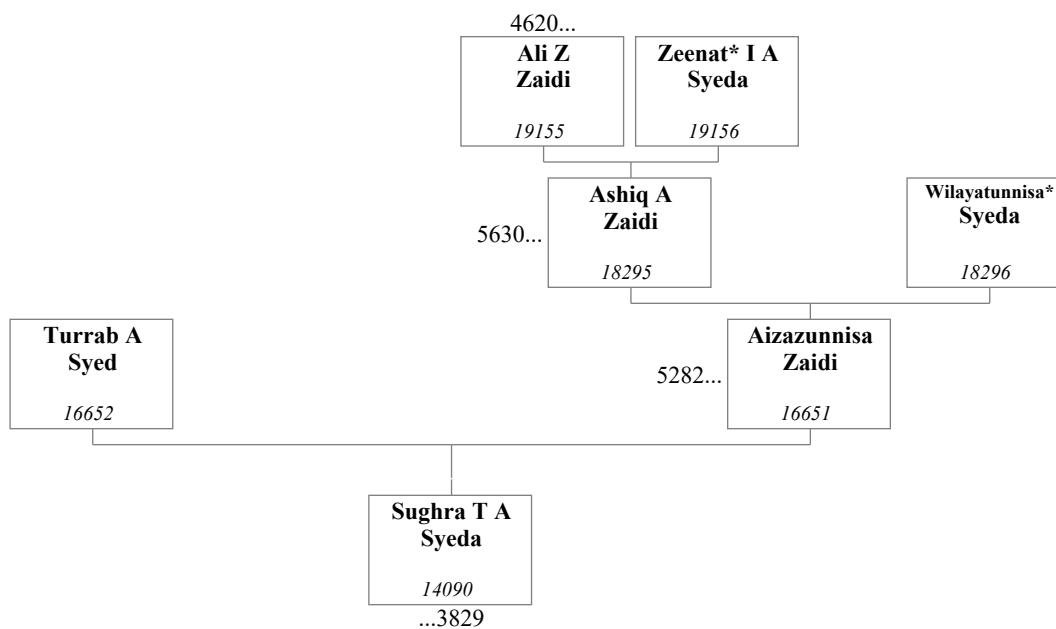 4620...
Ali Z
Zaidi
19155
Zeenat* I A
Syeda
19156
Ashiq A
Zaidi
18295
5630...
Wilayatunnisa*
Syeda
18296
Turrab A
Syed
16652
Aizazunnisa
Zaidi
16651
5282...
Sughra T A
Syeda
14090
...3829